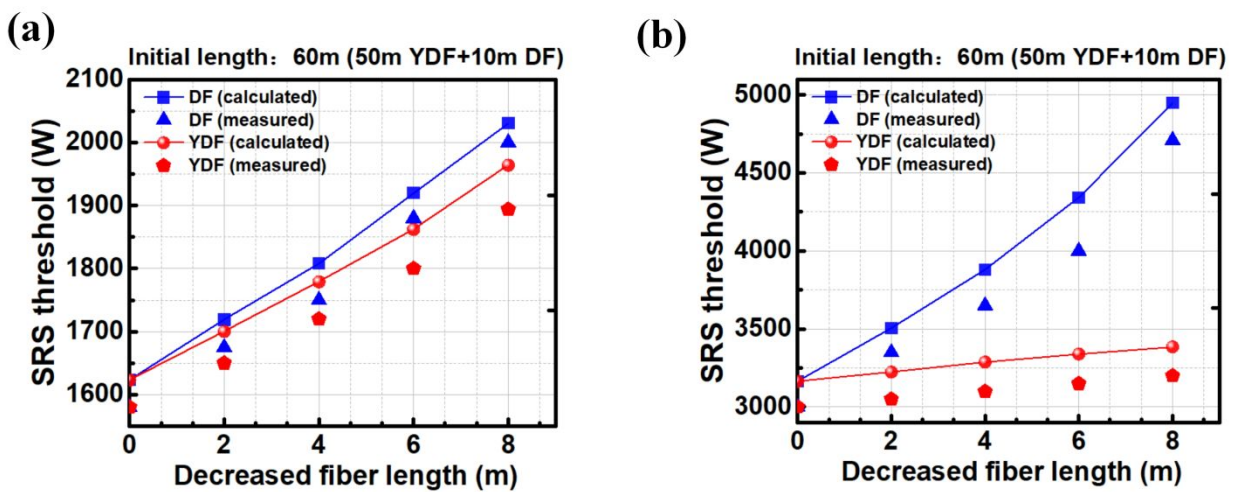 (a)
Initial length：60m (50m YDF+10m DF)
SRS threshold (W)
2100
2000
1900
1800
1700
1600
DF (calculated)
DF (measured)
YDF (calculated)
YDF (measured)
0 2 4 6 8
Decreased fiber length (m)
(b)
Initial length：60m (50m YDF+10m DF)
SRS threshold (W)
5000
4500
4000
3500
3000
DF (calculated)
DF (measured)
YDF (calculated)
YDF (measured)
0 2 4 6 8
Decreased fiber length (m)